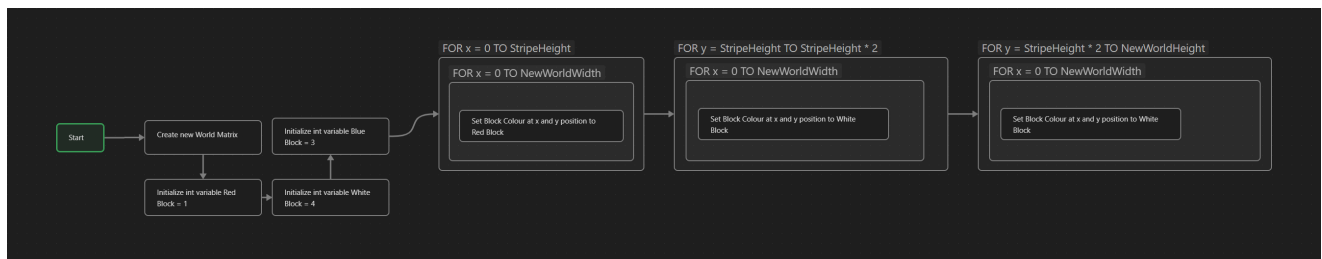 Start
Create new World Matrix
Initialize int variable Red
Block = 1
Initialize int variable White
Block = 4
Initialize int variable Blue
Block = 3
FOR x = 0 TO StripeHeight
FOR x = 0 TO NewWorldWidth
Set Block Colour at x and y position to
Red Block
FOR y = StripeHeight TO StripeHeight * 2
FOR x = 0 TO NewWorldWidth
Set Block Colour at x and y position to White
Block
FOR y = StripeHeight * 2 TO NewWorldHeight
FOR x = 0 TO NewWorldWidth
Set Block Colour at x and y position to White
Block